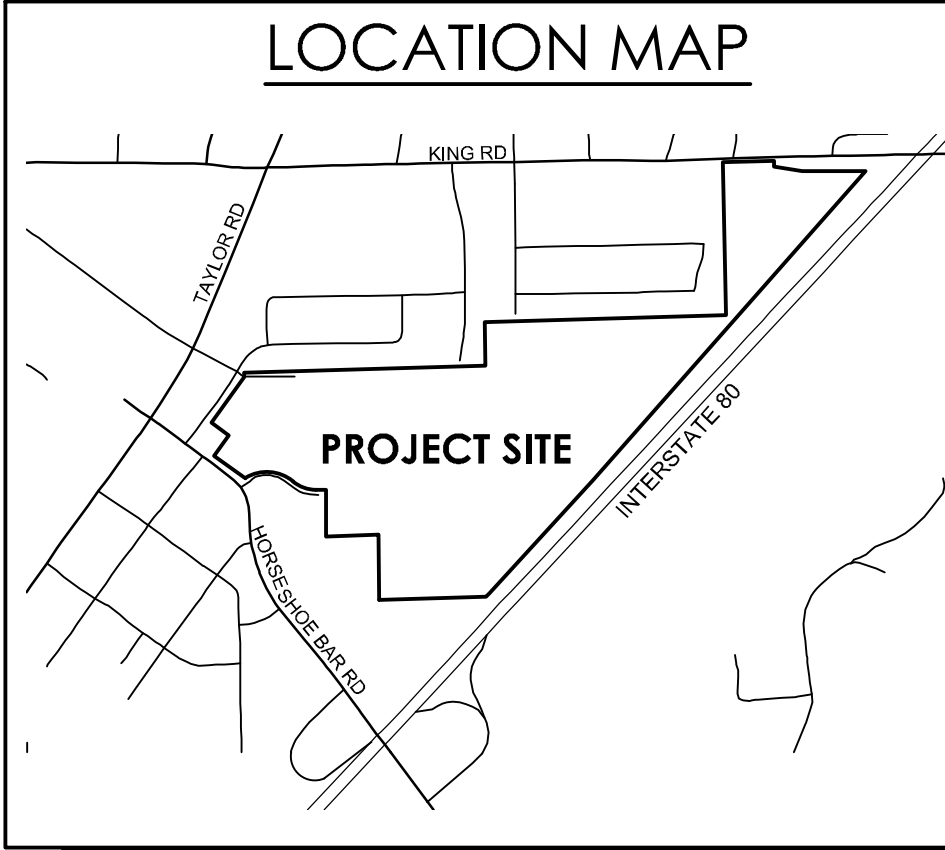 LOCATION MAP
KING RD
TAYLOR RD
PROJECT SITE
INTERSTATE 80
HORSESHOE BAR RD